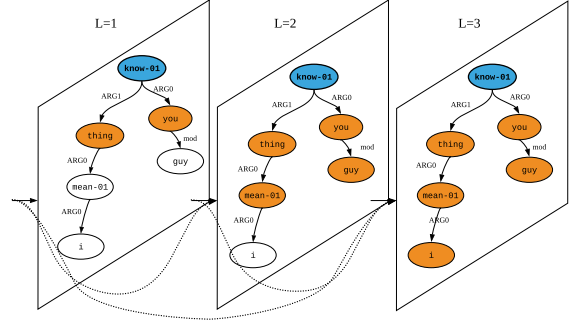 L=1
L=2
L=3
know-01
ARG1
ARG0
you
thing
mod
ARG0
guy
mean-01
ARG0
i
know-01
ARG1
ARG0
you
thing
mod
ARG0
guy
mean-01
ARG0
i
know-01
ARG1
ARG0
you
thing
mod
ARG0
guy
mean-01
ARG0
i